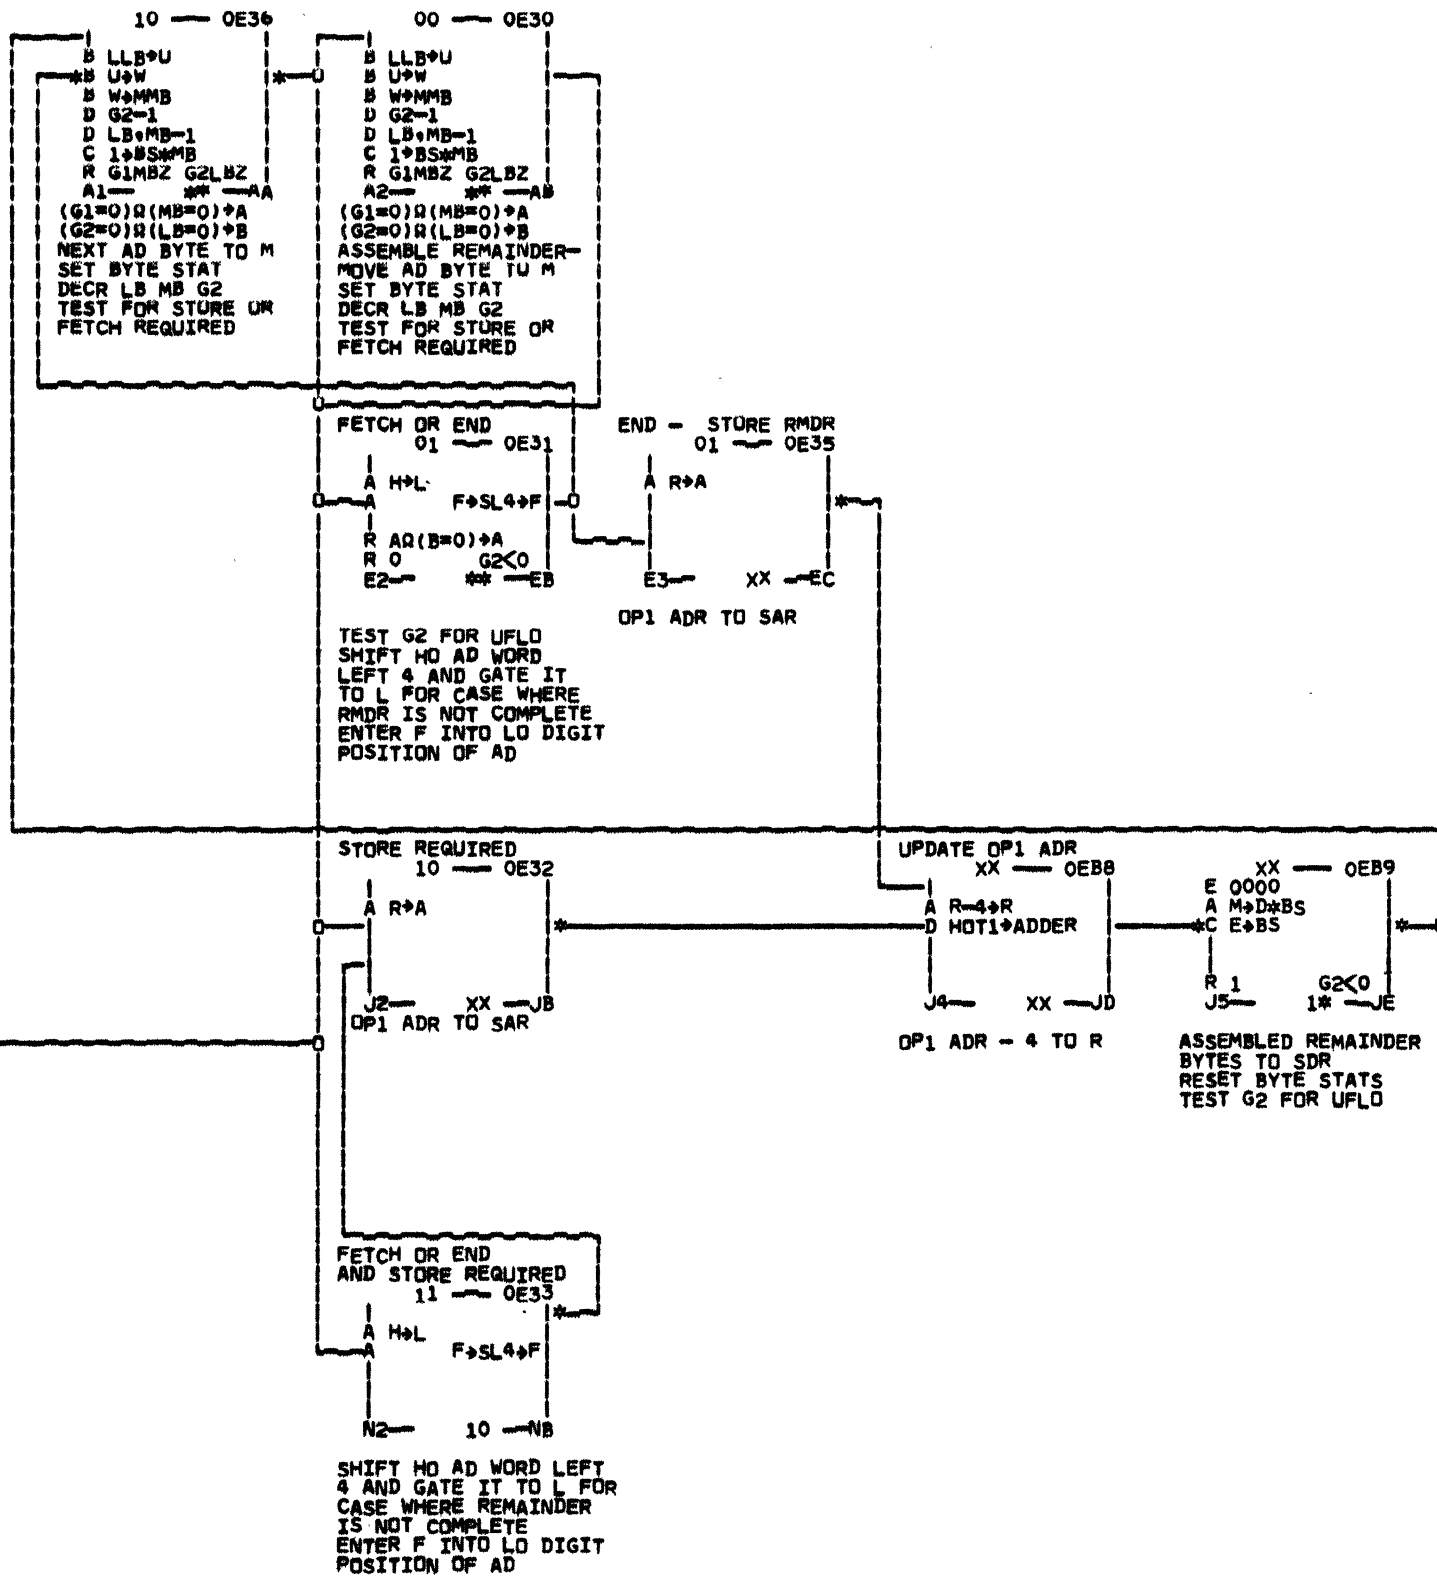 10 — 0E36
B LLB→U
*B U→W
B W→MMB
D G2-1
D LB,MB-1
C 1→BS*MB
R G1MBZ G2LBZ
A1— ** —AA
(G1=0)Ω(MB=0)→A
(G2=0)Ω(LB=0)→B
NEXT AD BYTE TO M
SET BYTE STAT
DECR LB MB G2
TEST FOR STORE OR
FETCH REQUIRED
*
00 — 0E30
B LLB→U
B U→W
B W→MMB
D G2-1
D LB,MB-1
C 1→BS*MB
R G1MBZ G2LBZ
A2— ** —AB
(G1=0)Ω(MB=0)→A
(G2=0)Ω(LB=0)→B
ASSEMBLE REMAINDER-
MOVE AD BYTE TO M
SET BYTE STAT
DECR LB MB G2
TEST FOR STORE OR
FETCH REQUIRED
FETCH OR END
01 — 0E31
A H→L
A F→SL4→F
R AΩ(B=0)→A
R 0 G2<0
E2— ** —EB
TEST G2 FOR UFLO
SHIFT HO AD WORD
LEFT 4 AND GATE IT
TO L FOR CASE WHERE
RMDR IS NOT COMPLETE
ENTER F INTO LO DIGIT
POSITION OF AD
END - STORE RMDR
01 — 0E35
A R→A
*
E3— XX —EC
OP1 ADR TO SAR
STORE REQUIRED
10 — 0E32
A R→A
*
J2— XX —JB
OP1 ADR TO SAR
UPDATE OP1 ADR
XX — 0EB8
A R-4→R
D HOT1→ADDER
J4— XX —JD
OP1 ADR - 4 TO R
XX — 0EB9
E 0000
A M→D*BS
*C E→BS *
R 1 G2<0
J5— 1* —JE
ASSEMBLED REMAINDER
BYTES TO SDR
RESET BYTE STATS
TEST G2 FOR UFLO
FETCH OR END
AND STORE REQUIRED
11 — 0E33
*
A H→L
A F→SL4→F
N2— 10 —NB
SHIFT HO AD WORD LEFT
4 AND GATE IT TO L FOR
CASE WHERE REMAINDER
IS NOT COMPLETE
ENTER F INTO LO DIGIT
POSITION OF AD